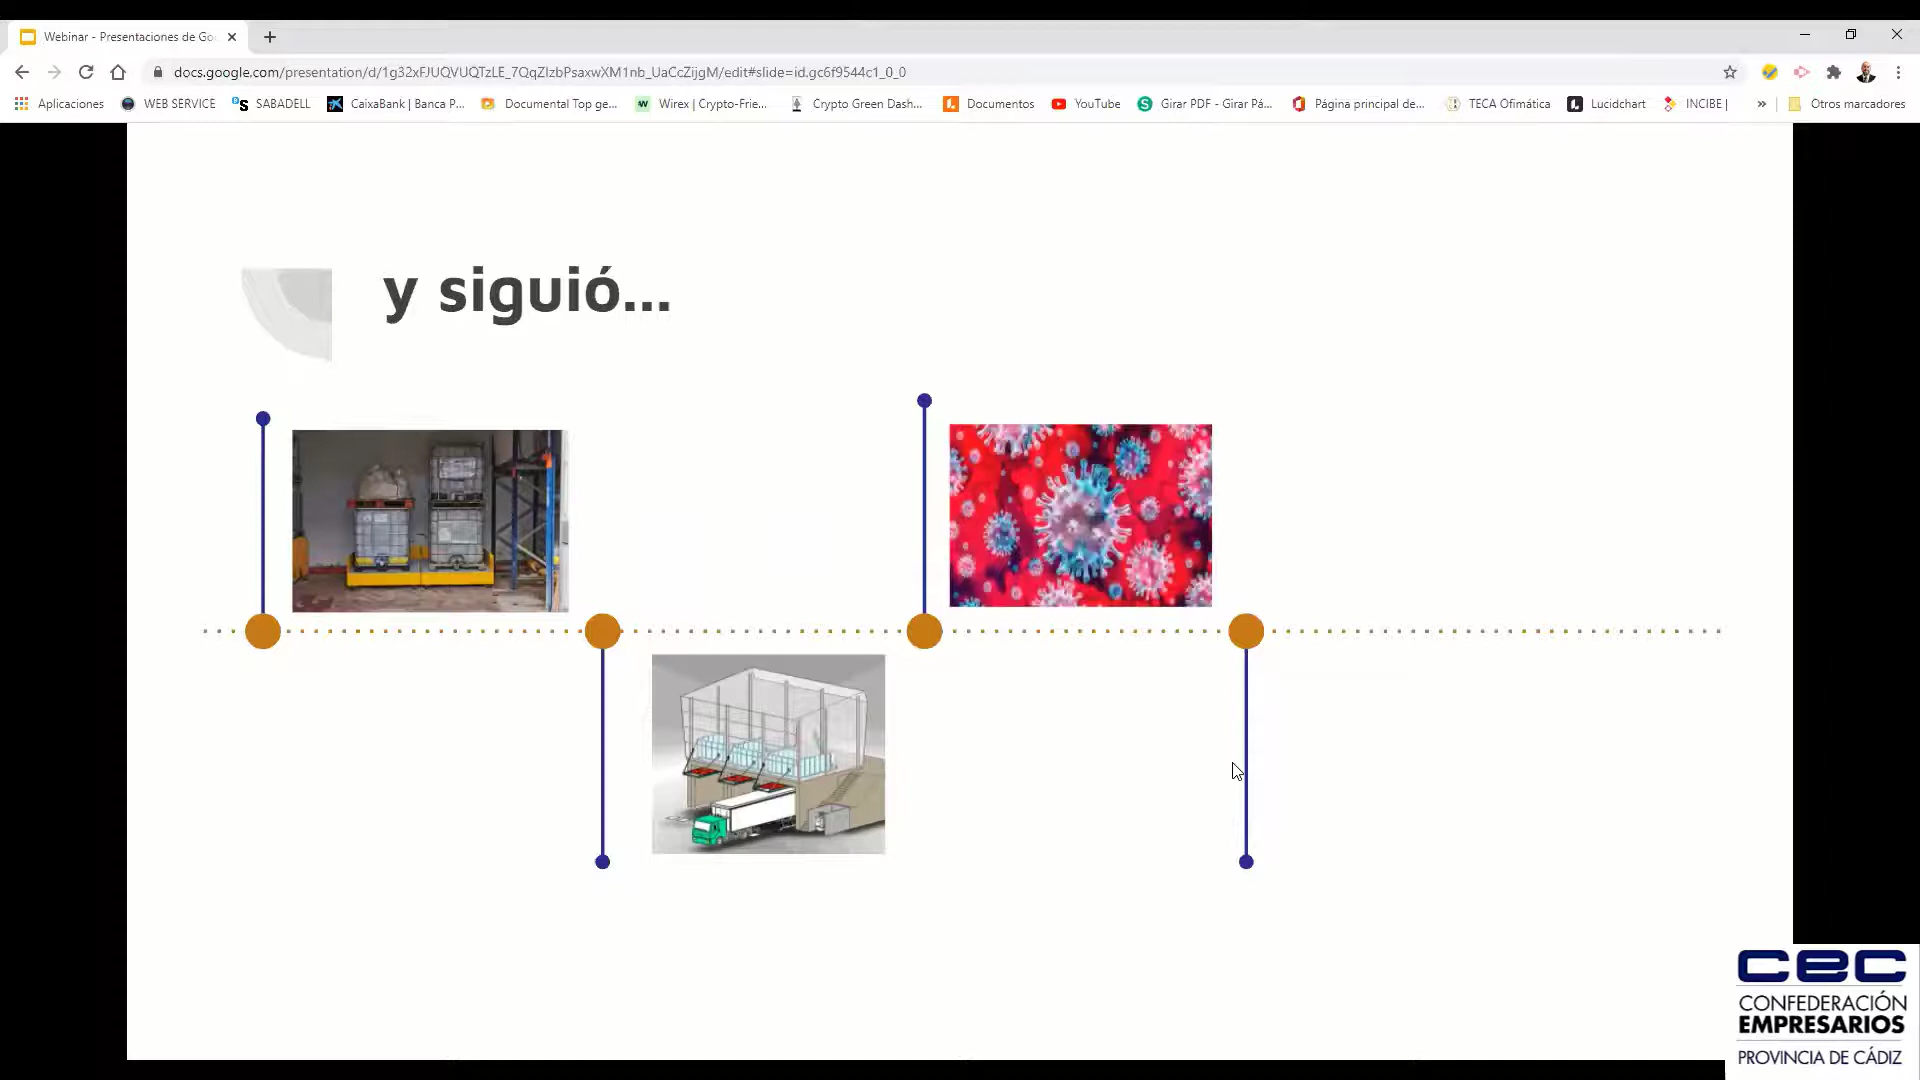 Webinar - Presentaciones de Go
docs.google.com/presentation/d/1g32xFJUQVUQTzLE_7QqZIzbPsaxwXM1nb_UaCcZijgM/edit#slide=id.gc6f9544c1_0_0
Aplicaciones WEB SERVICE SABADELL CaixaBank | Banca P... Documental Top ge... Wirex | Crypto-Frie... Crypto Green Dash... Documentos YouTube Girar PDF - Girar Pá... Página principal de... TECA Ofimática Lucidchart INCIBE | » Otros marcadores
y siguió...
cec
CONFEDERACIÓN
EMPRESARIOS
PROVINCIA DE CÁDIZ